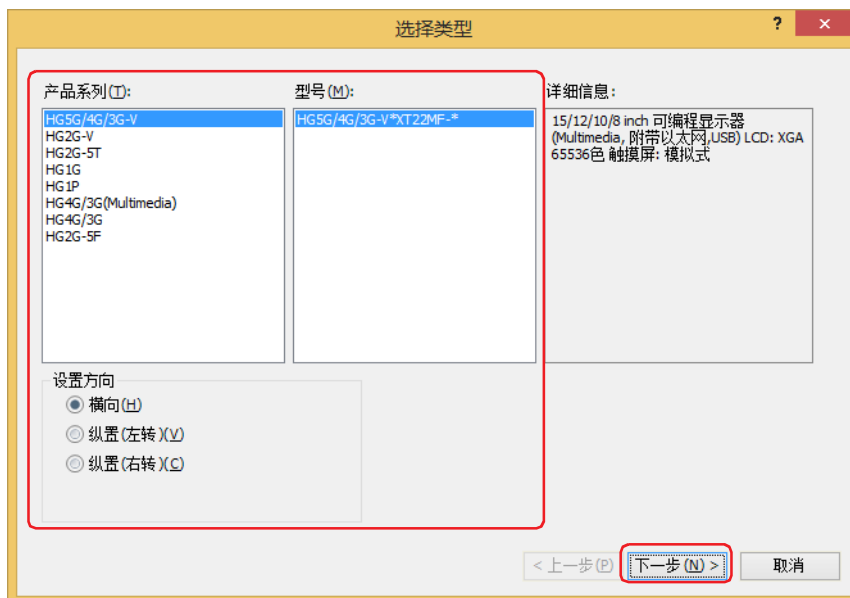 选择类型
?
产品系列(T):
型号(M):
详细信息:
HG5G/4G/3G-V
HG2G-V
HG2G-5T
HG1G
HG1P
HG4G/3G(Multimedia)
HG4G/3G
HG2G-5F
HG5G/4G/3G-V*XT22MF-*
15/12/10/8 inch 可编程显示器
(Multimedia, 附带以太网,USB) LCD: XGA
65536色 触摸屏: 模拟式
设置方向
横向(H)
纵置(左转)(V)
纵置(右转)(C)
< 上一步(P)
下一步(N) >
取消